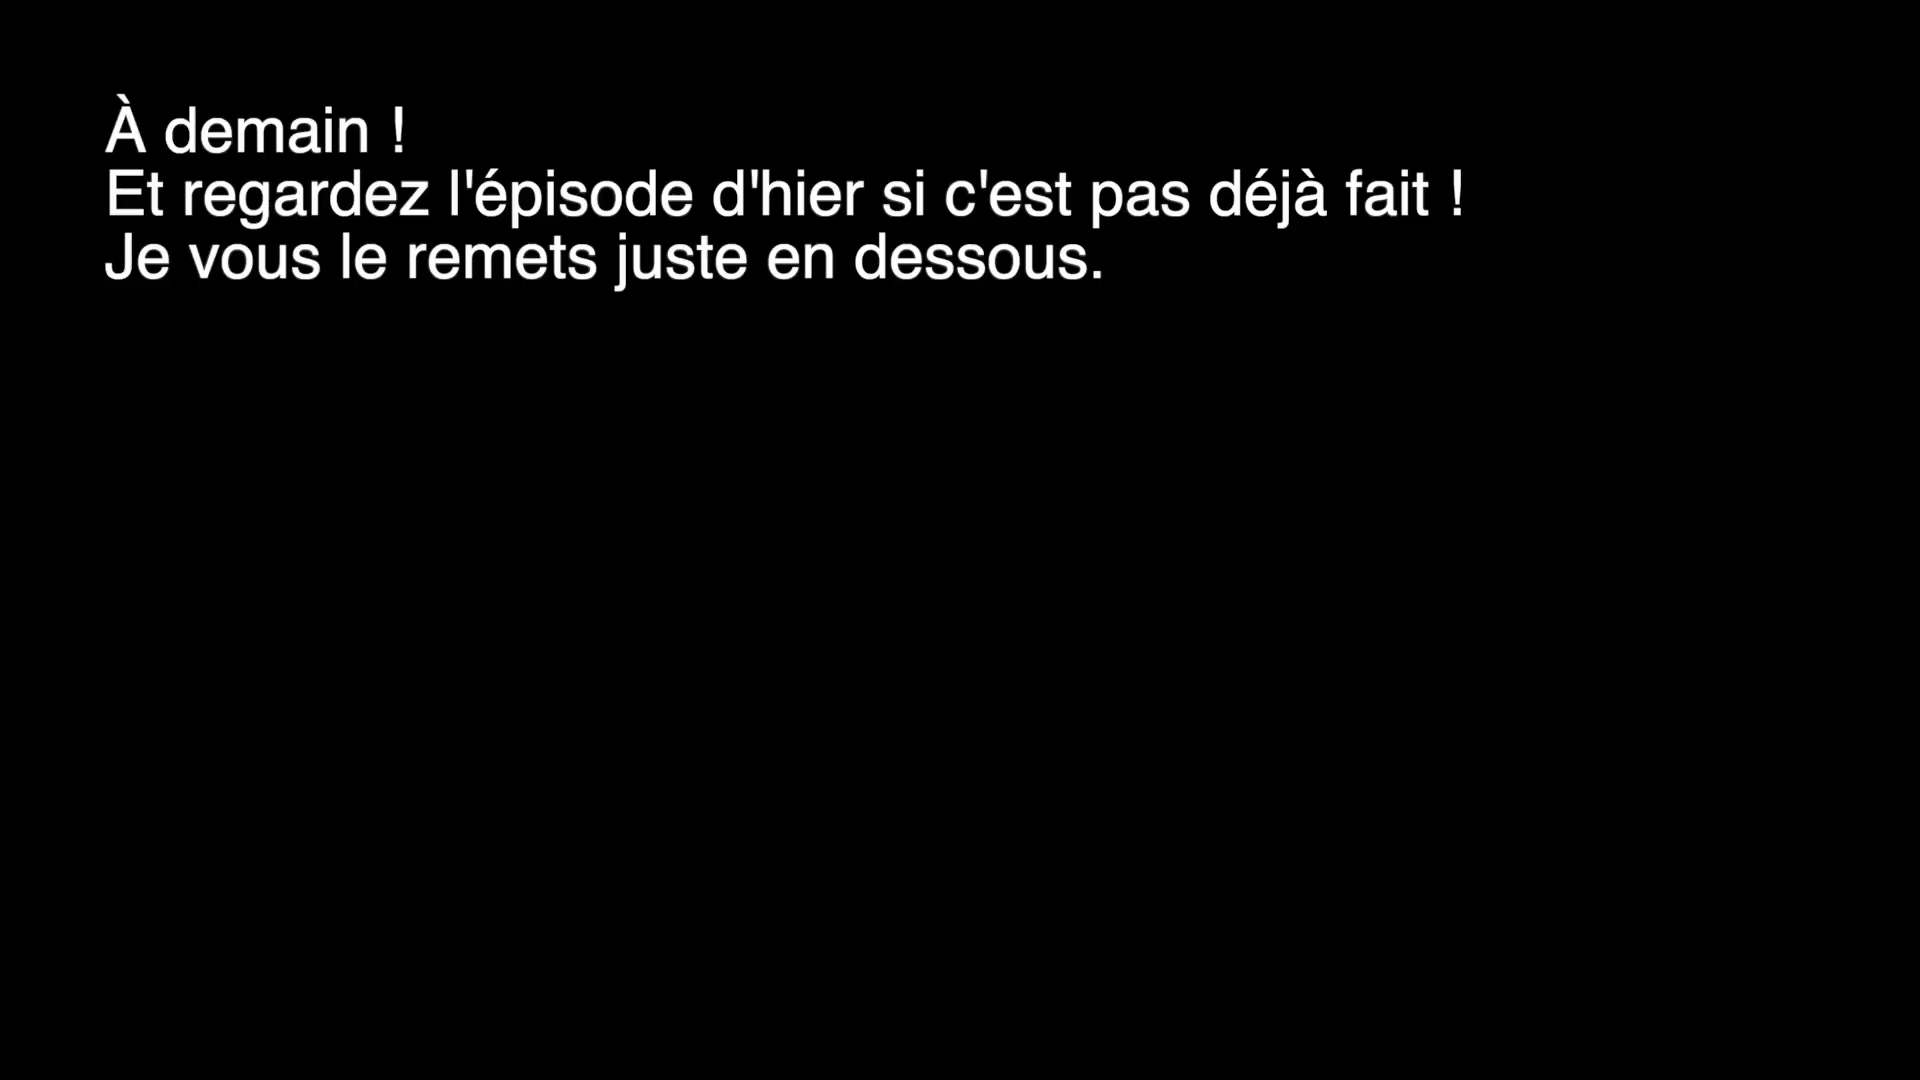 À demain !
Et regardez l'épisode d'hier si c'est pas déjà fait !
Je vous le remets juste en dessous.